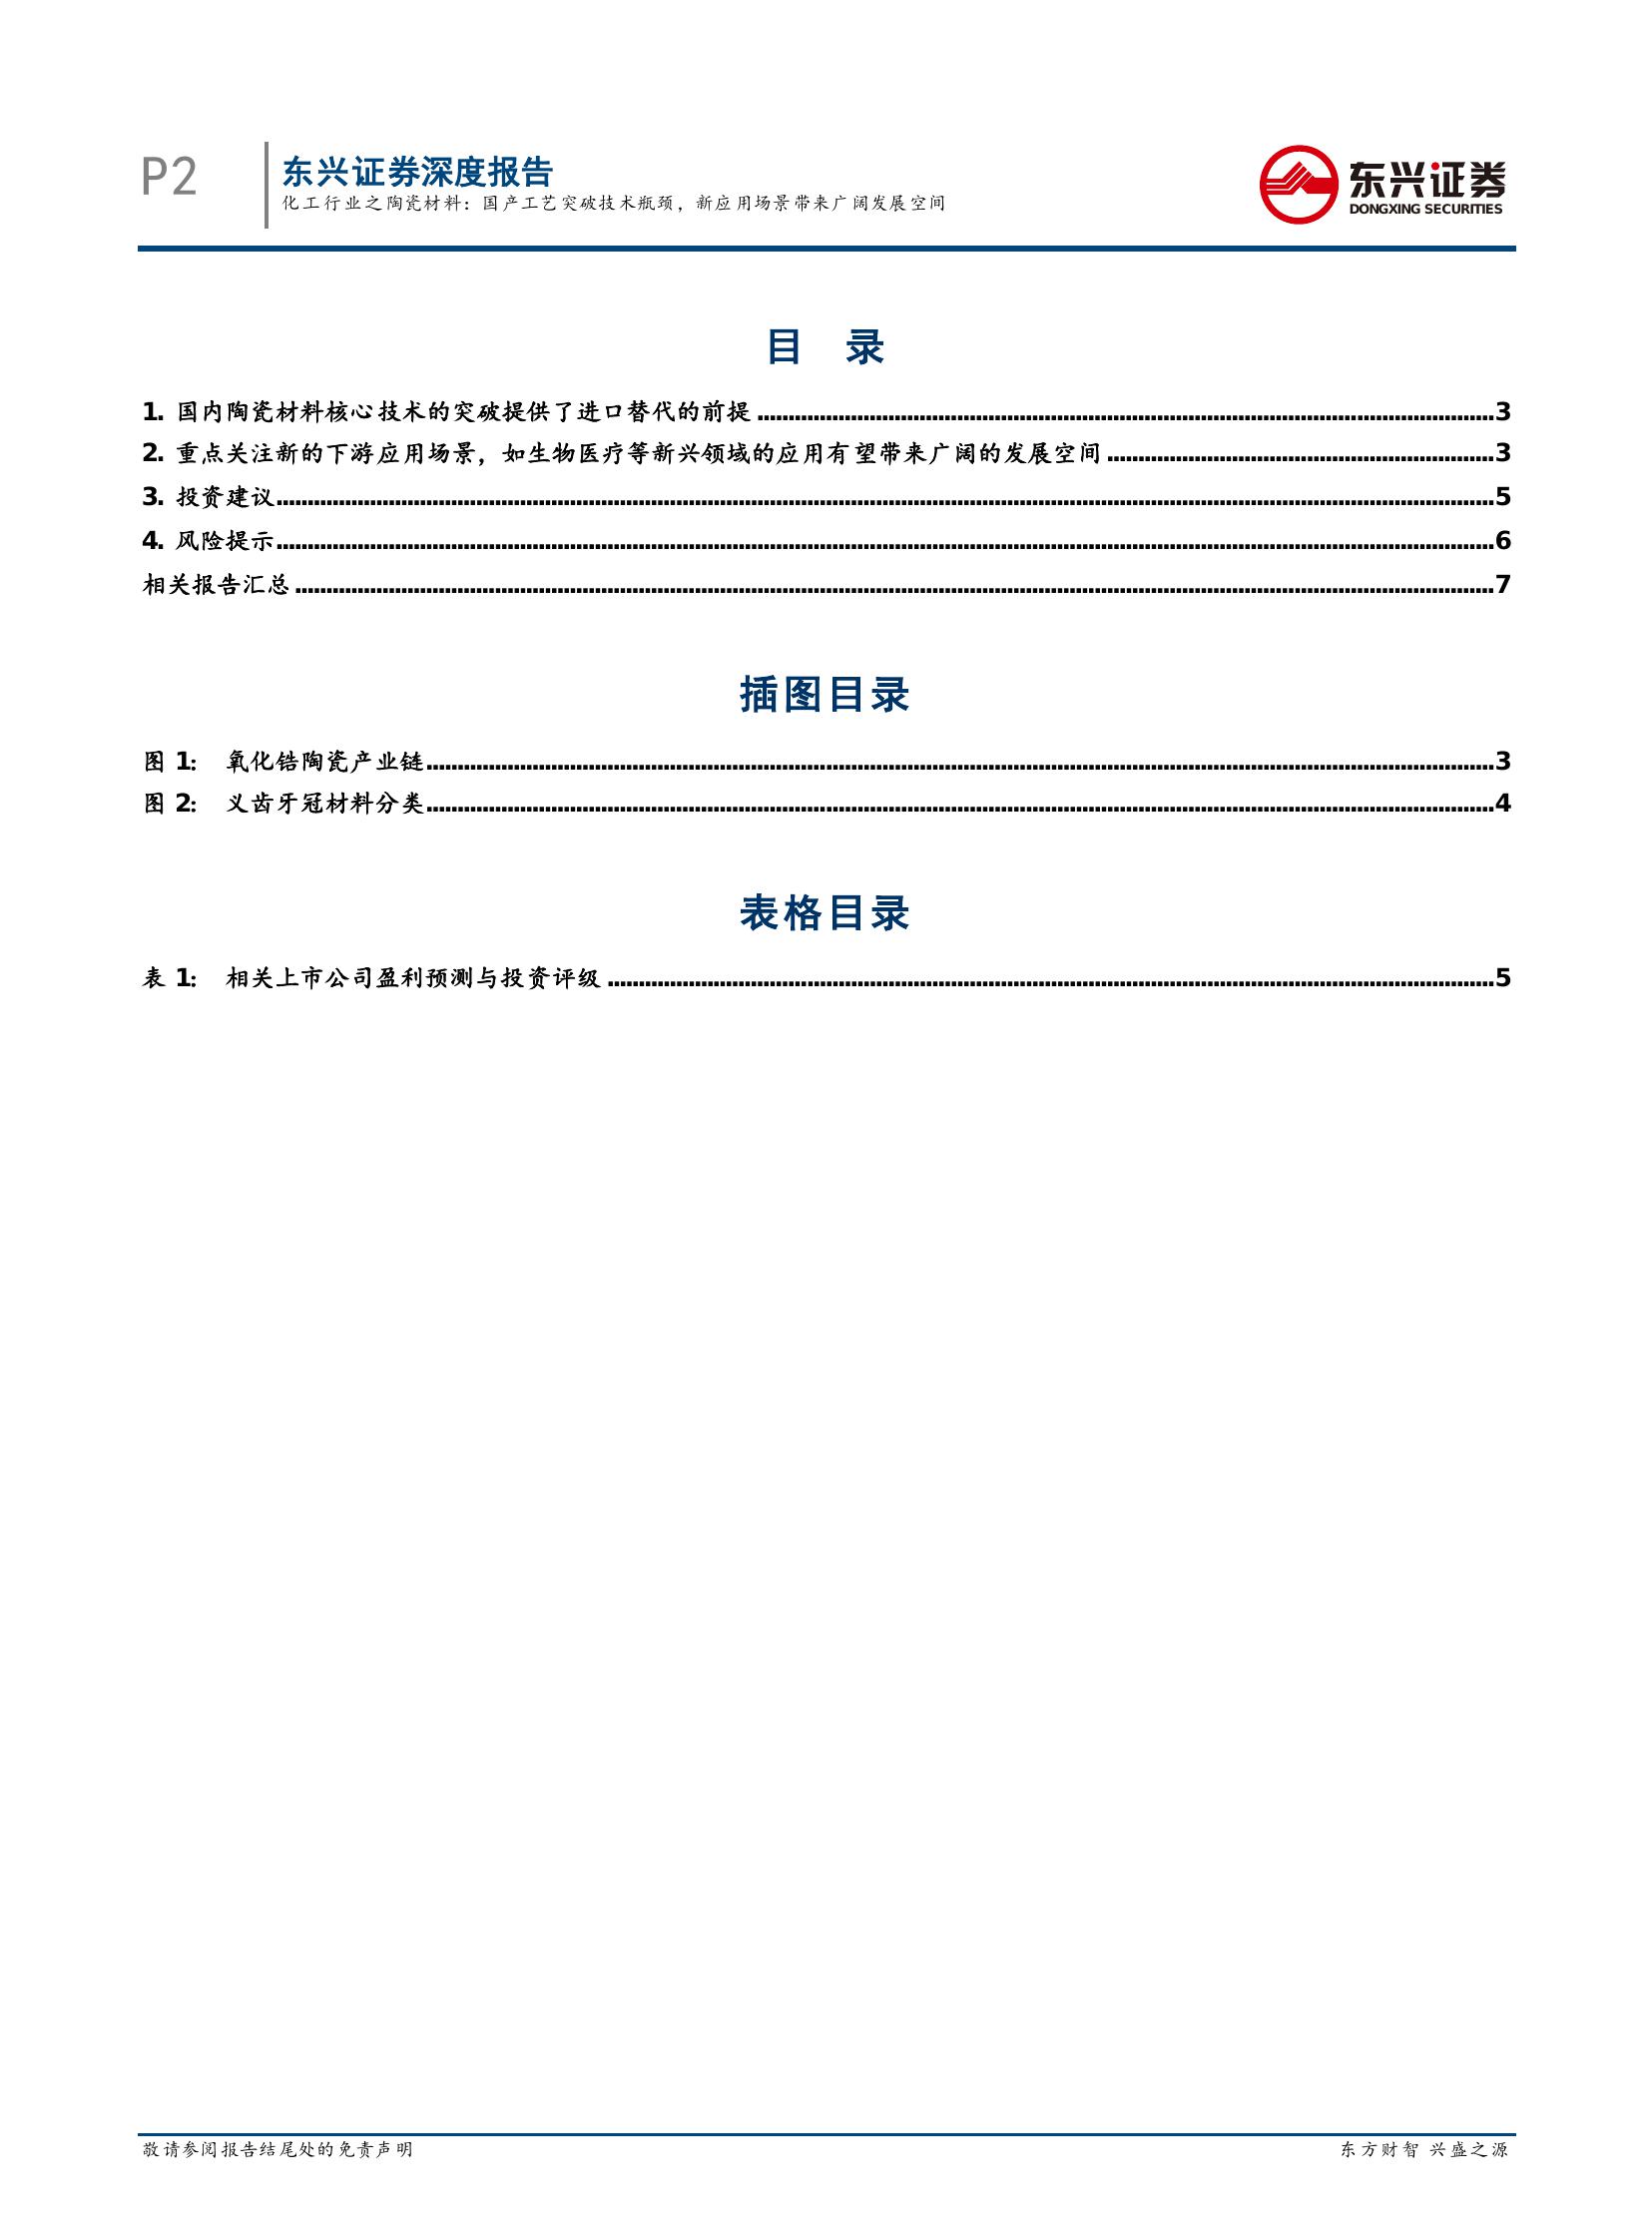 P2
东兴证券深度报告
化工行业之陶瓷材料：国产工艺突破技术瓶颈，新应用场景带来广阔发展空间
东兴证券
DONGXING SECURITIES
目 录
1. 国内陶瓷材料核心技术的突破提供了进口替代的前提 3
2. 重点关注新的下游应用场景，如生物医疗等新兴领域的应用有望带来广阔的发展空间 3
3. 投资建议 5
4. 风险提示 6
相关报告汇总 7
插图目录
图 1： 氧化锆陶瓷产业链 3
图 2： 义齿牙冠材料分类 4
表格目录
表 1： 相关上市公司盈利预测与投资评级 5
敬请参阅报告结尾处的免责声明
东方财智 兴盛之源